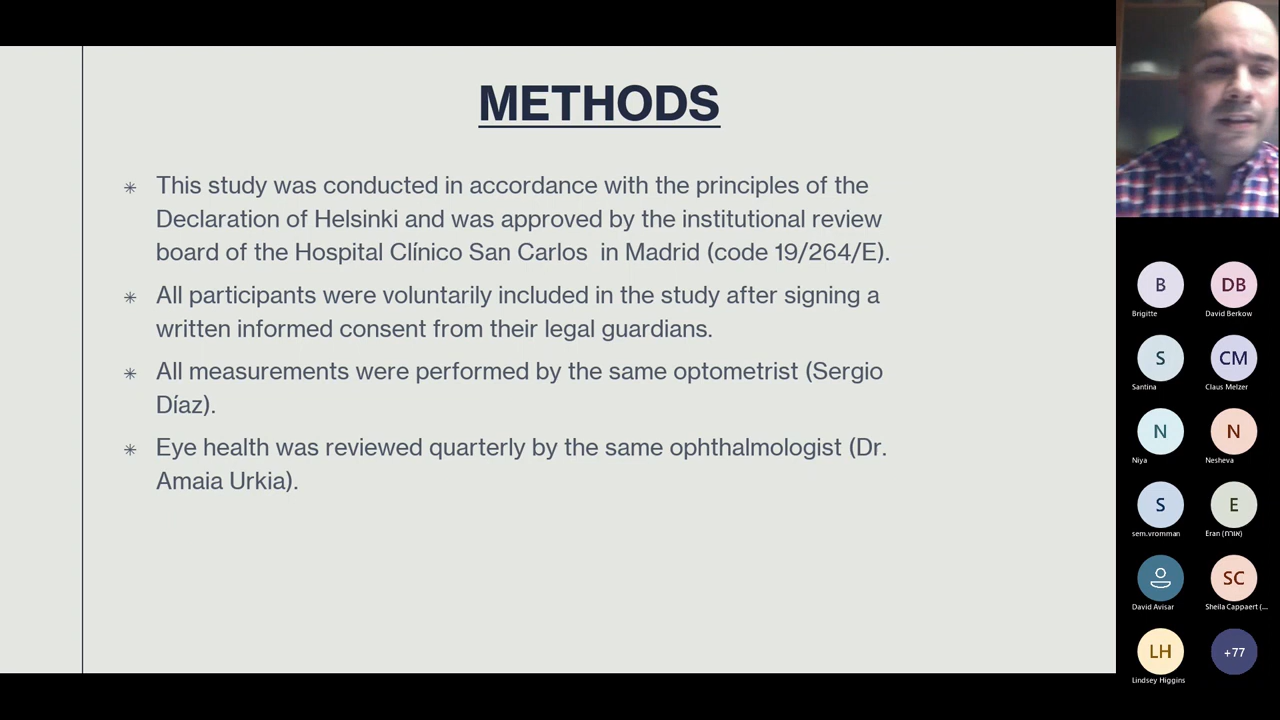 METHODS
This study was conducted in accordance with the principles of the
Declaration of Helsinki and was approved by the institutional review
board of the Hospital Clínico San Carlos in Madrid (code 19/264/E).
All participants were voluntarily included in the study after signing a
written informed consent from their legal guardians.
All measurements were performed by the same optometrist (Sergio
Díaz).
Eye health was reviewed quarterly by the same ophthalmologist (Dr.
Amaia Urkia).
B
DB
Brigitte
David Berkow
S
CM
Santina
Claus Melzer
N
N
Niya
Nesheva
S
E
sem.vromman
Eran (אורח)
SC
David Avisar
Sheila Cappaert (...
LH
+77
Lindsey Higgins